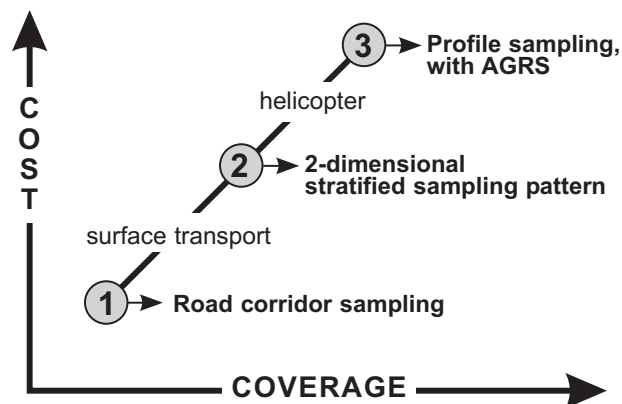 3
Profile sampling,
with AGRS
helicopter
COST
2
2-dimensional
stratified sampling pattern
surface transport
1
Road corridor sampling
COVERAGE